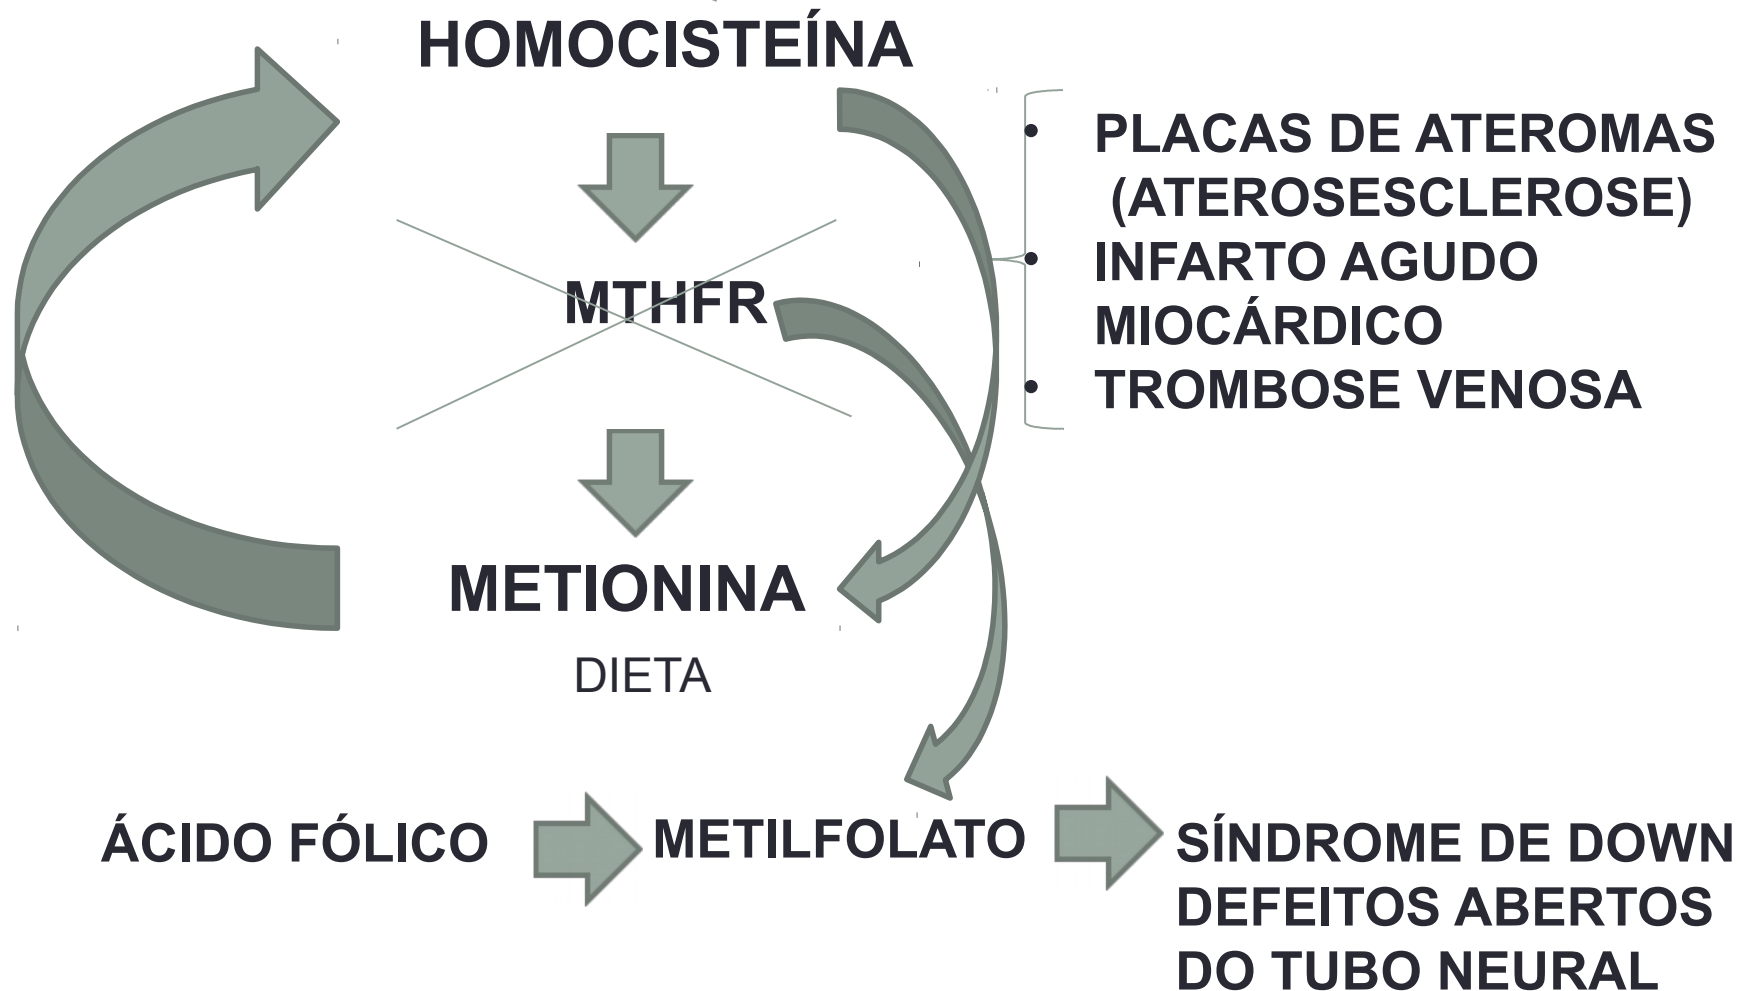 HOMOCISTEÍNA
• PLACAS DE ATEROMAS
(ATEROSESCLEROSE)
• INFARTO AGUDO
MIOCÁRDICO
• TROMBOSE VENOSA
MTHFR
METIONINA
DIETA
ÁCIDO FÓLICO
METILFOLATO
SÍNDROME DE DOWN
DEFEITOS ABERTOS
DO TUBO NEURAL